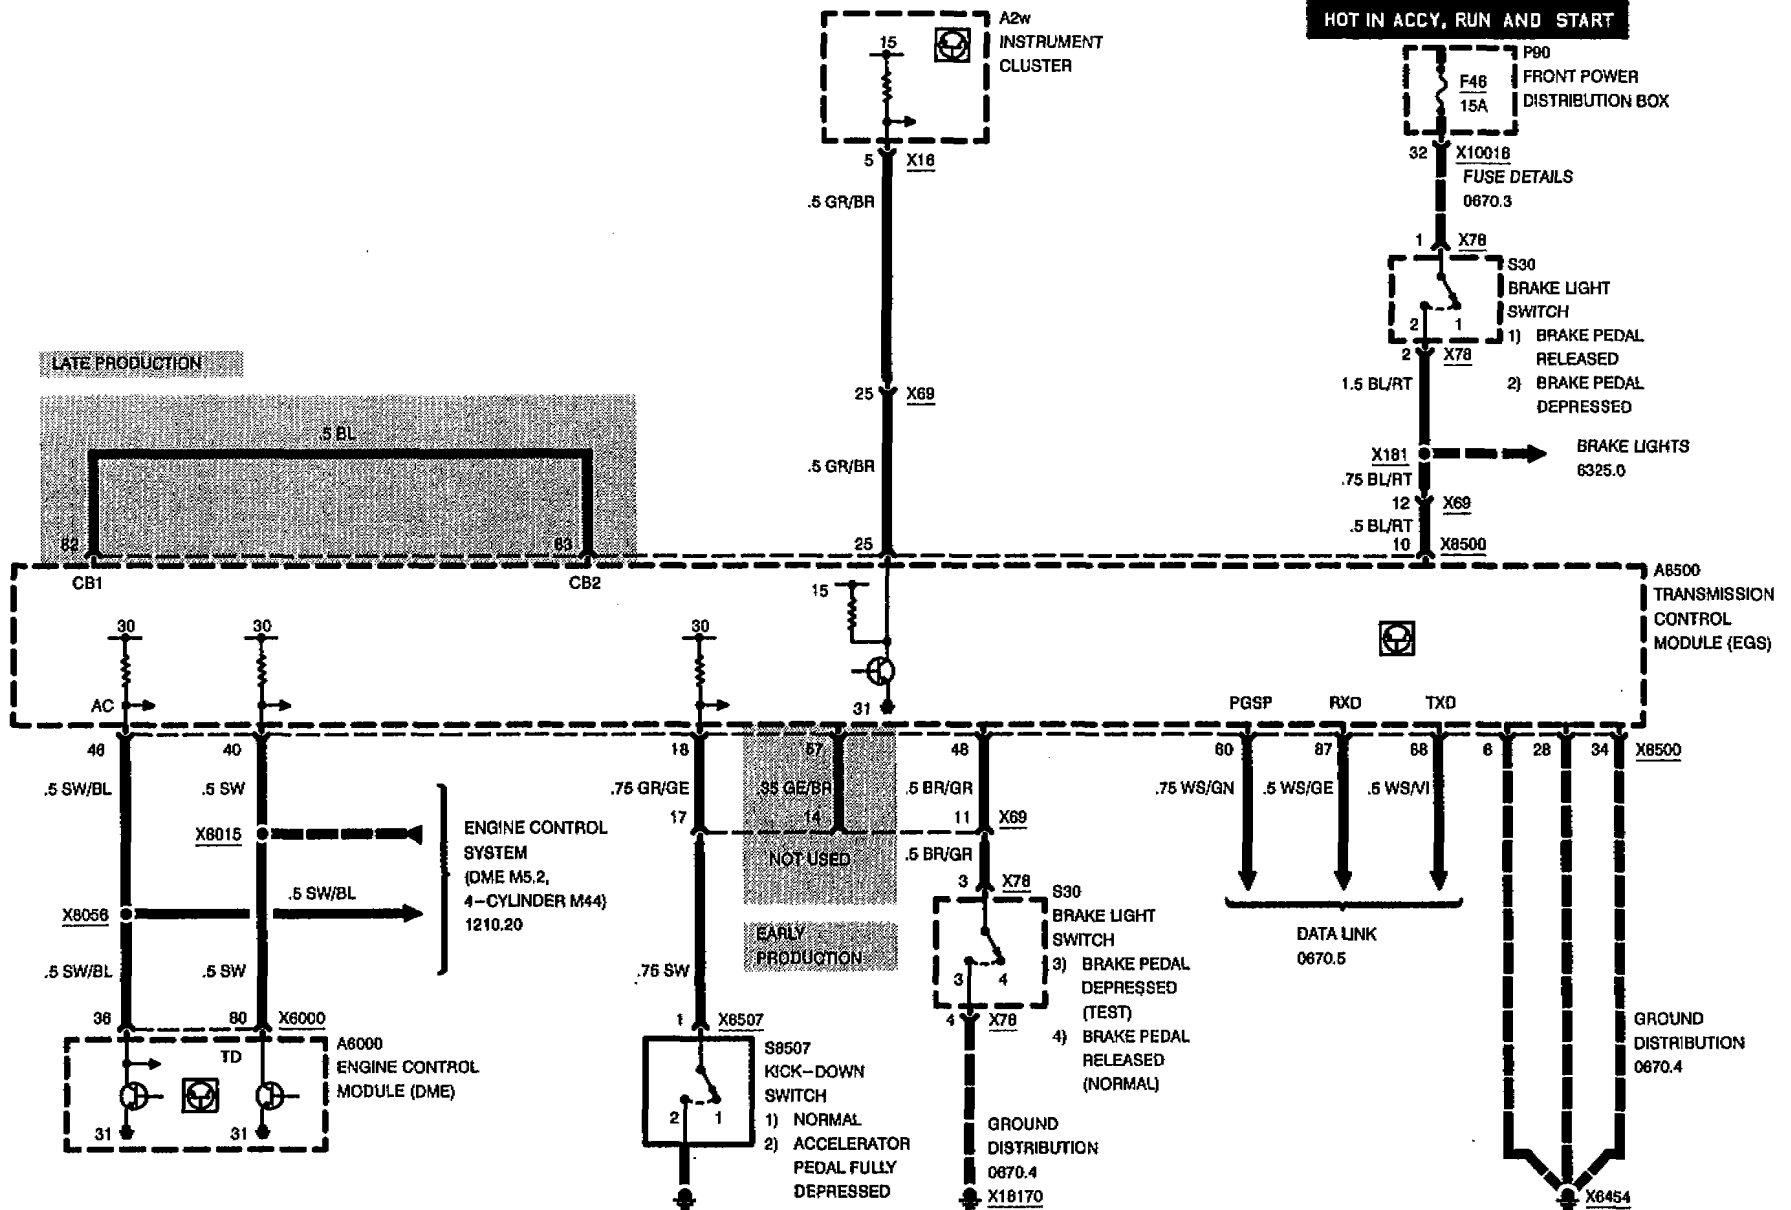 HOT IN ACCY, RUN AND START
A2w
INSTRUMENT
CLUSTER
15
5 X16
.5 GR/BR
25 X69
.5 GR/BR
25
P90
FRONT POWER
DISTRIBUTION BOX
F46
15A
32 X10018
FUSE DETAILS
0670.3
1 X78
S30
BRAKE LIGHT
SWITCH
1) BRAKE PEDAL
RELEASED
2) BRAKE PEDAL
DEPRESSED
2 1
2 X78
1.5 BL/RT
X181
BRAKE LIGHTS
6325.0
.75 BL/RT
12 X69
.5 BL/RT
10 X8500
LATE PRODUCTION
.5 BL
82 83
CB1 CB2
A8500
TRANSMISSION
CONTROL
MODULE (EGS)
15
30 30 30
AC
31
PGSP RXD TXD
46 40 18 57 48 60 87 88 6 28 34 X8500
.5 SW/BL .5 SW .75 GR/GE .35 GE/BR .5 BR/GR .75 WS/GN .5 WS/GE .5 WS/VI
X8015
17 14 11 X69
NOT USED
.5 BR/GR
ENGINE CONTROL
SYSTEM
(DME M5.2,
4-CYLINDER M44)
1210.20
.5 SW/BL
X8056
EARLY
PRODUCTION
3 X78
S30
BRAKE LIGHT
SWITCH
3) BRAKE PEDAL
DEPRESSED
(TEST)
4) BRAKE PEDAL
RELEASED
(NORMAL)
3 4
4 X78
DATA LINK
0670.5
.5 SW/BL .5 SW .75 SW
36 80 X6000
TD
A6000
ENGINE CONTROL
MODULE (DME)
31 31
1 X8507
S8507
KICK-DOWN
SWITCH
1) NORMAL
2) ACCELERATOR
PEDAL FULLY
DEPRESSED
2 1
GROUND
DISTRIBUTION
0670.4
X18170
GROUND
DISTRIBUTION
0670.4
X6454